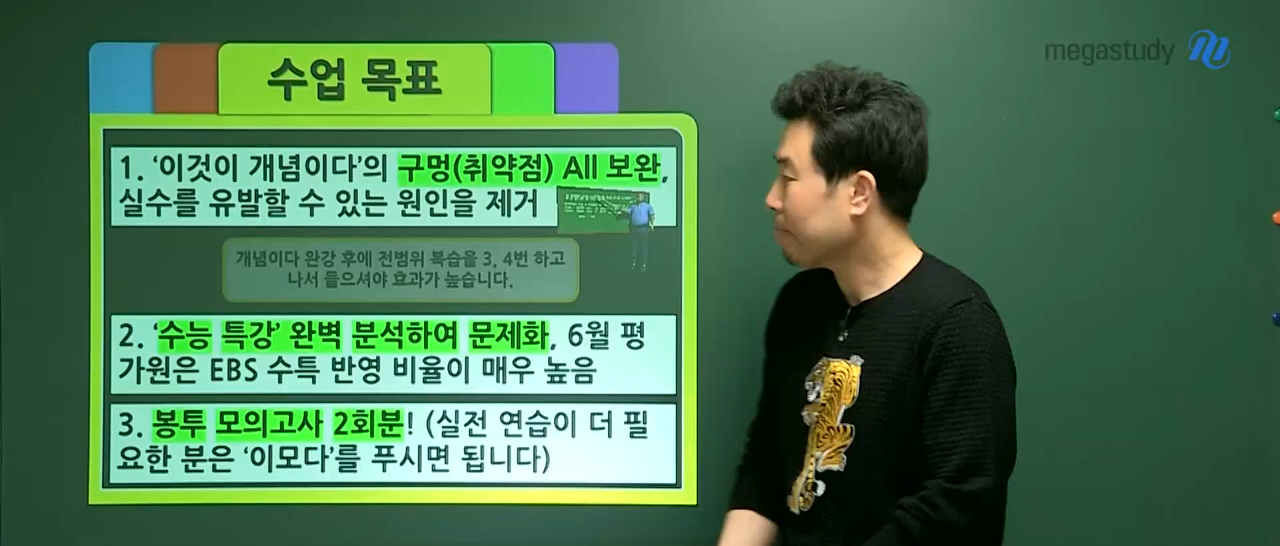 megastudy
수업 목표
1. ‘이것이 개념이다’의 구멍(취약점) All 보완,
실수를 유발할 수 있는 원인을 제거
개념이다 완강 후에 전범위 복습을 3, 4번 하고
나서 들으셔야 효과가 높습니다.
2. ‘수능 특강’ 완벽 분석하여 문제화, 6월 평
가원은 EBS 수특 반영 비율이 매우 높음
3. 봉투 모의고사 2회분! (실전 연습이 더 필
요한 분은 ‘이모다’를 푸시면 됩니다)